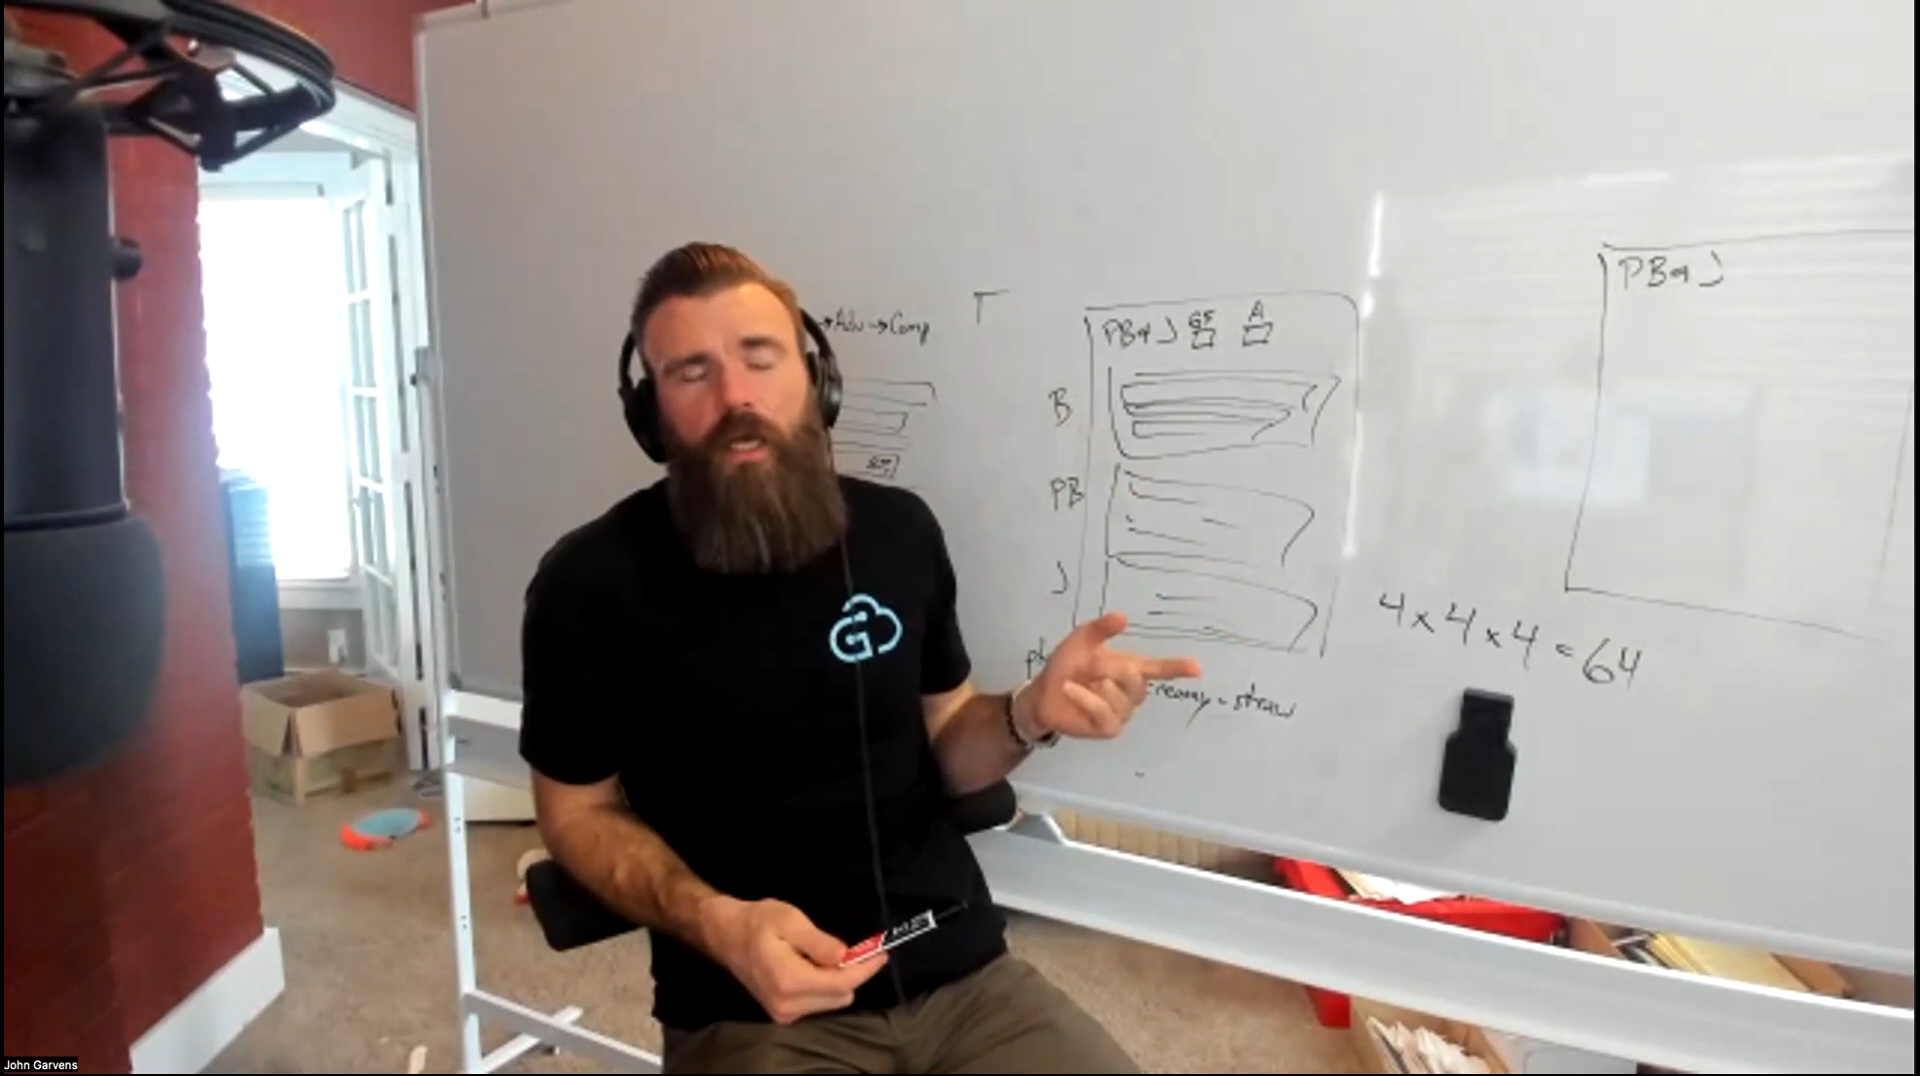 Adv → Comp
T
PB & J GF A
B
PB
J
creamy - straw
4 x 4 x 4 = 64
PB & J
G
John Garvens